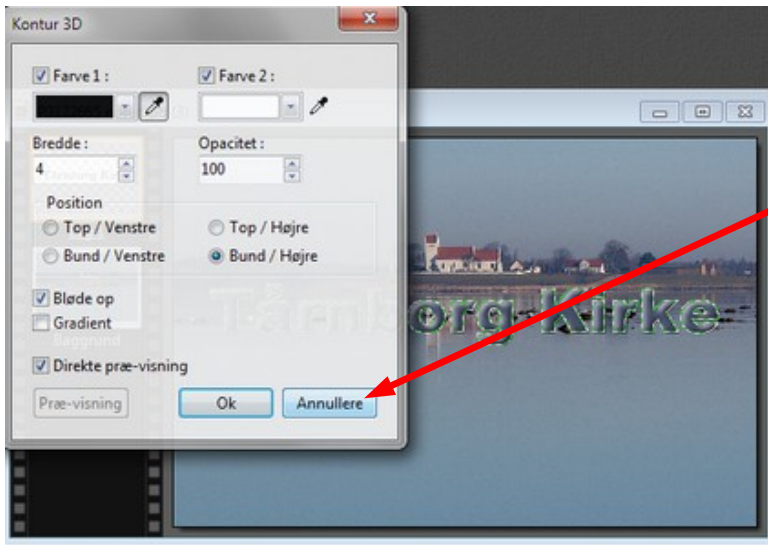 Kontur 3D
Farve 1 :
Farve 2 :
Bredde :
Opacitet :
4
100
Position
Top / Venstre
Top / Højre
Bund / Venstre
Bund / Højre
Bløde op
Gradient
Tårnborg Kirke
Baggrund
Direkte præ-visning
Præ-visning
Ok
Annullere